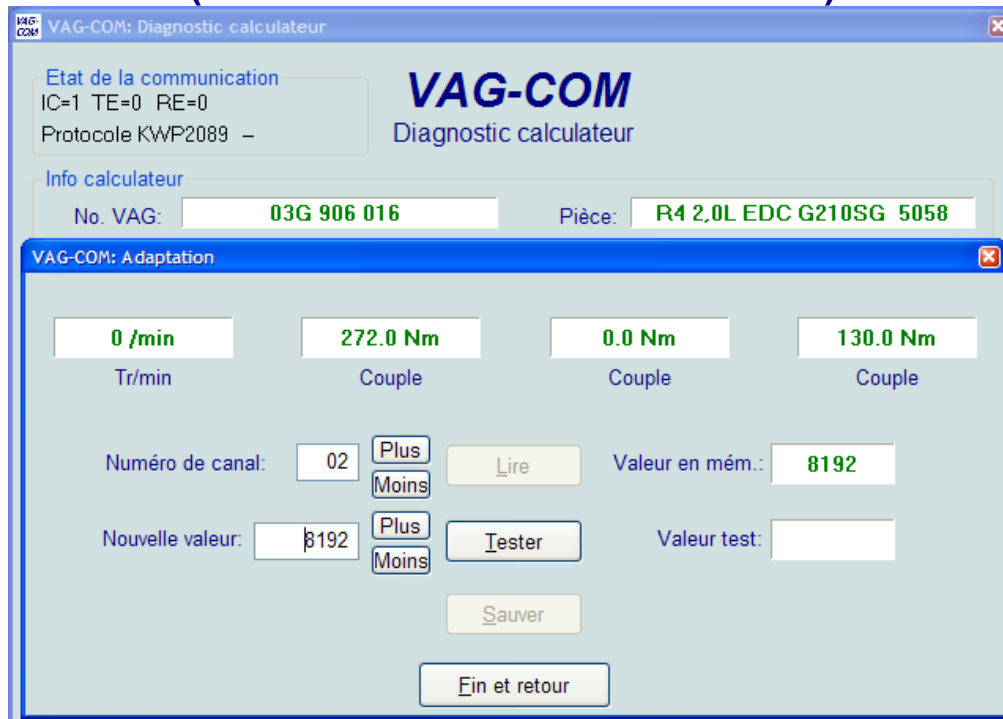 VAG-COM: Diagnostic calculateur
Etat de la communication
IC=1 TE=0 RE=0
Protocole KWP2089 –
VAG-COM
Diagnostic calculateur
Info calculateur
No. VAG: 03G 906 016 Pièce: R4 2,0L EDC G210SG 5058
VAG-COM: Adaptation
0 /min 272.0 Nm 0.0 Nm 130.0 Nm
Tr/min Couple Couple Couple
Numéro de canal: 02 Plus Moins Lire Valeur en mém.: 8192
Nouvelle valeur: 8192 Plus Moins Tester Valeur test:
Sauver
Fin et retour